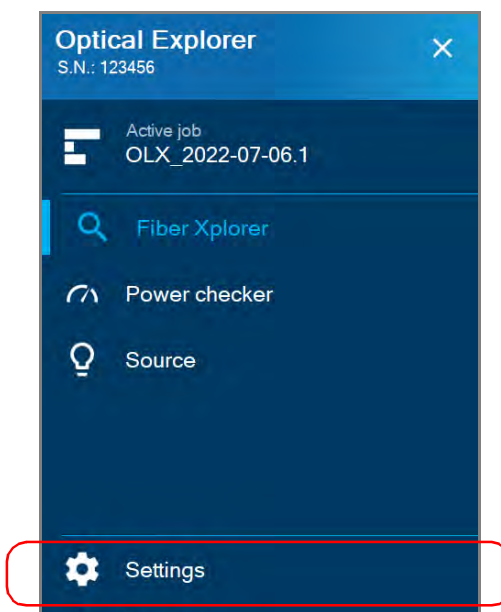 Optical Explorer
S.N.: 123456
Active job
OLX_2022-07-06.1
Fiber Xplorer
Power checker
Source
Settings